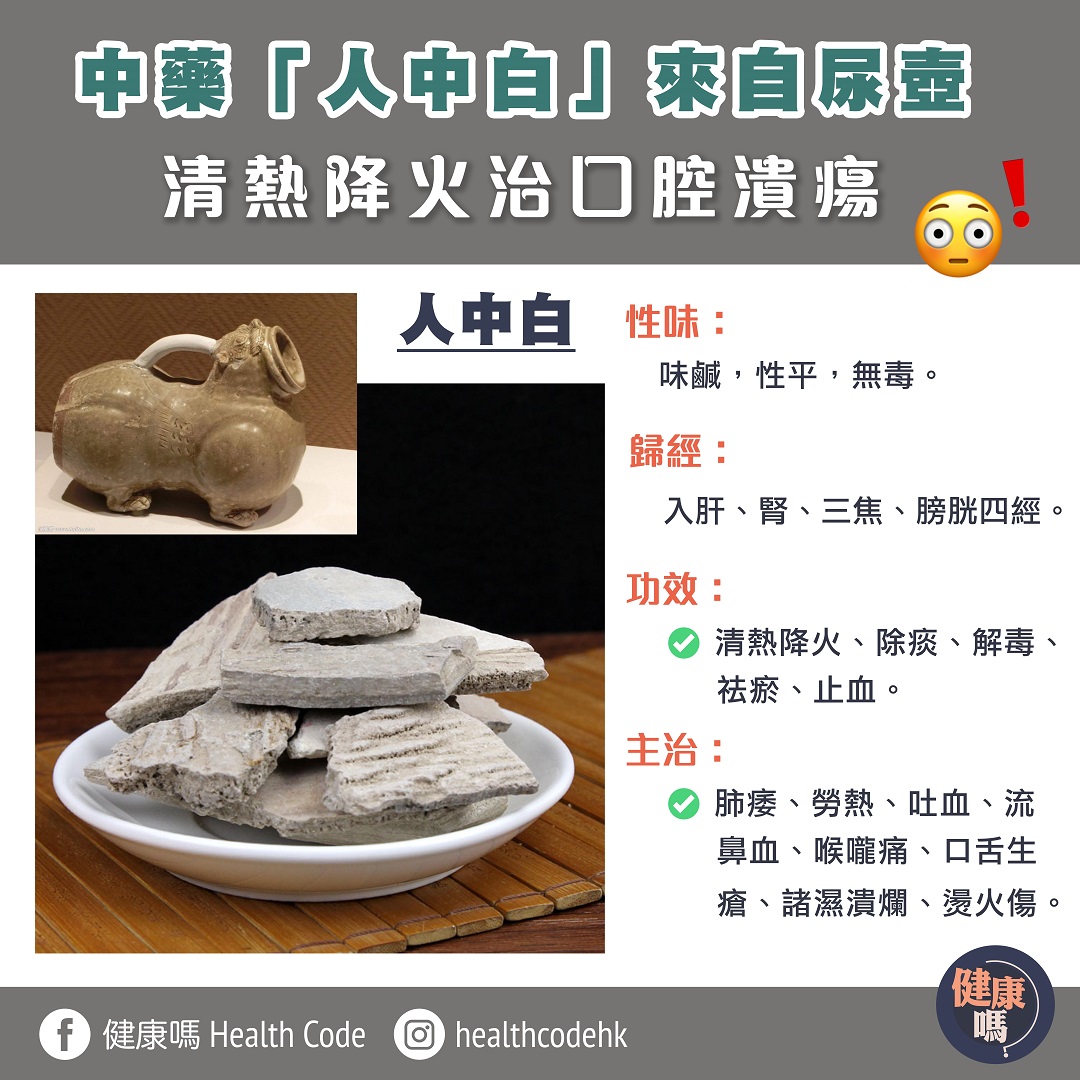 中藥「人中白」來自尿壺
清熱降火治口腔潰瘍
人中白
性味：
味鹹，性平，無毒。
歸經：
入肝、腎、三焦、膀胱四經。
功效：
清熱降火、除痰、解毒、
祛瘀、止血。
主治：
肺痿、勞熱、吐血、流
鼻血、喉嚨痛、口舌生
瘡、諸濕潰爛、燙火傷。
健康嗎 Health Code
healthcodehk
健康
嗎